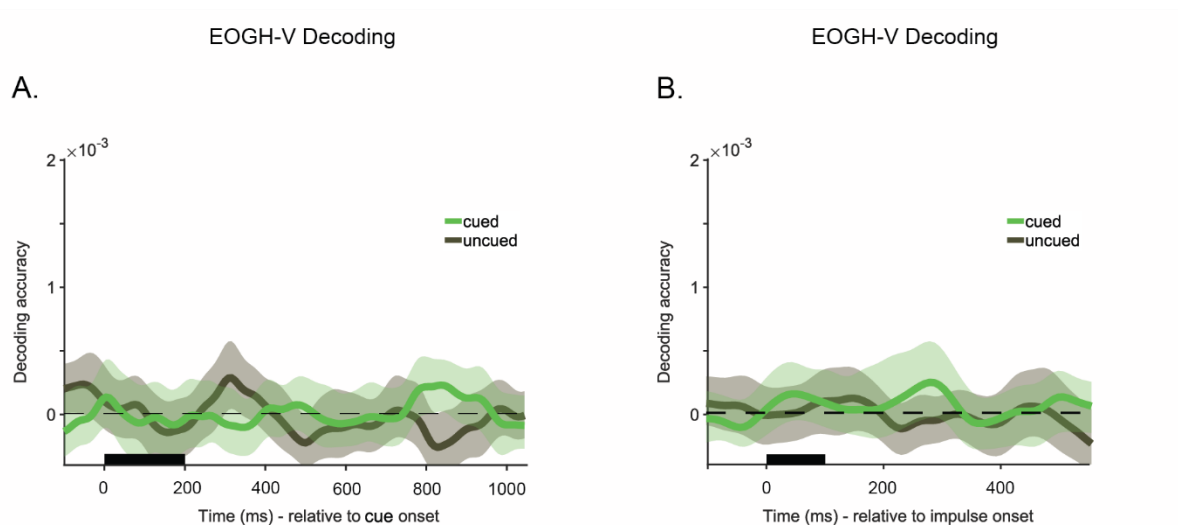 EOGH-V Decoding
A.
×10⁻³
2
1
0
Decoding accuracy
cued
uncued
0 200 400 600 800 1000
Time (ms) - relative to cue onset
EOGH-V Decoding
B.
×10⁻³
2
1
0
Decoding accuracy
cued
uncued
0 200 400
Time (ms) - relative to impulse onset